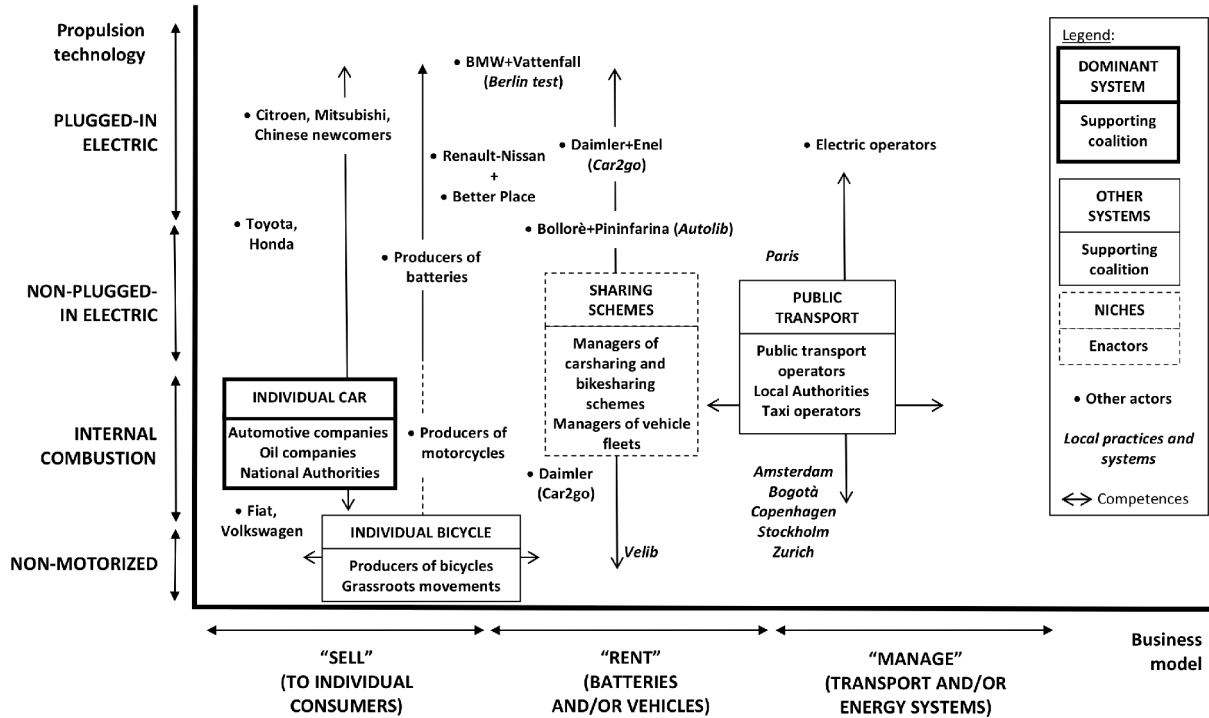 Propulsion
technology
PLUGGED-IN
ELECTRIC
NON-PLUGGED-
IN ELECTRIC
INTERNAL
COMBUSTION
NON-MOTORIZED
• Citroen, Mitsubishi,
Chinese newcomers
• Toyota,
Honda
INDIVIDUAL CAR
Automotive companies
Oil companies
National Authorities
• Fiat,
Volkswagen
• BMW+Vattenfall
(Berlin test)
• Renault-Nissan
+
• Better Place
• Producers of
batteries
• Producers of
motorcycles
INDIVIDUAL BICYCLE
Producers of bicycles
Grassroots movements
• Daimler+Enel
(Car2go)
• Bollorè+Pininfarina (Autolib)
SHARING
SCHEMES
Managers of
carsharing and
bikesharing
schemes
Managers of vehicle
fleets
• Daimler
(Car2go)
Velib
• Electric operators
Paris
PUBLIC
TRANSPORT
Public transport
operators
Local Authorities
Taxi operators
Amsterdam
Bogotà
Copenhagen
Stockholm
Zurich
Legend:
DOMINANT
SYSTEM
Supporting
coalition
OTHER
SYSTEMS
Supporting
coalition
NICHES
Enactors
• Other actors
Local practices and
systems
Competences
"SELL"
(TO INDIVIDUAL
CONSUMERS)
"RENT"
(BATTERIES
AND/OR VEHICLES)
"MANAGE"
(TRANSPORT AND/OR
ENERGY SYSTEMS)
Business
model